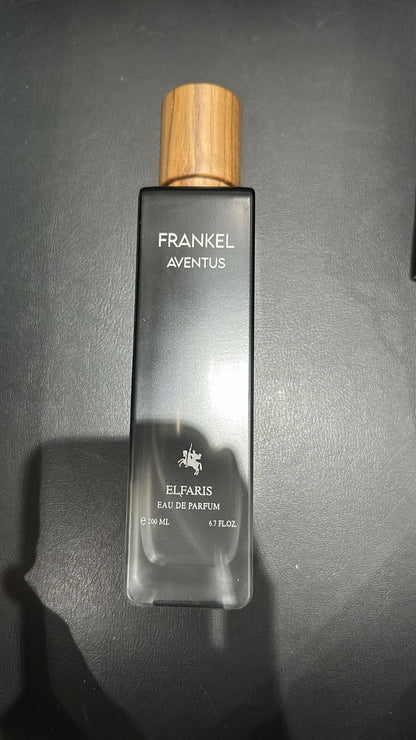 FRANKEL
AVENTUS
ELFARIS
EAU DE PARFUM
℮ 200 ML 6.7 FL.OZ.